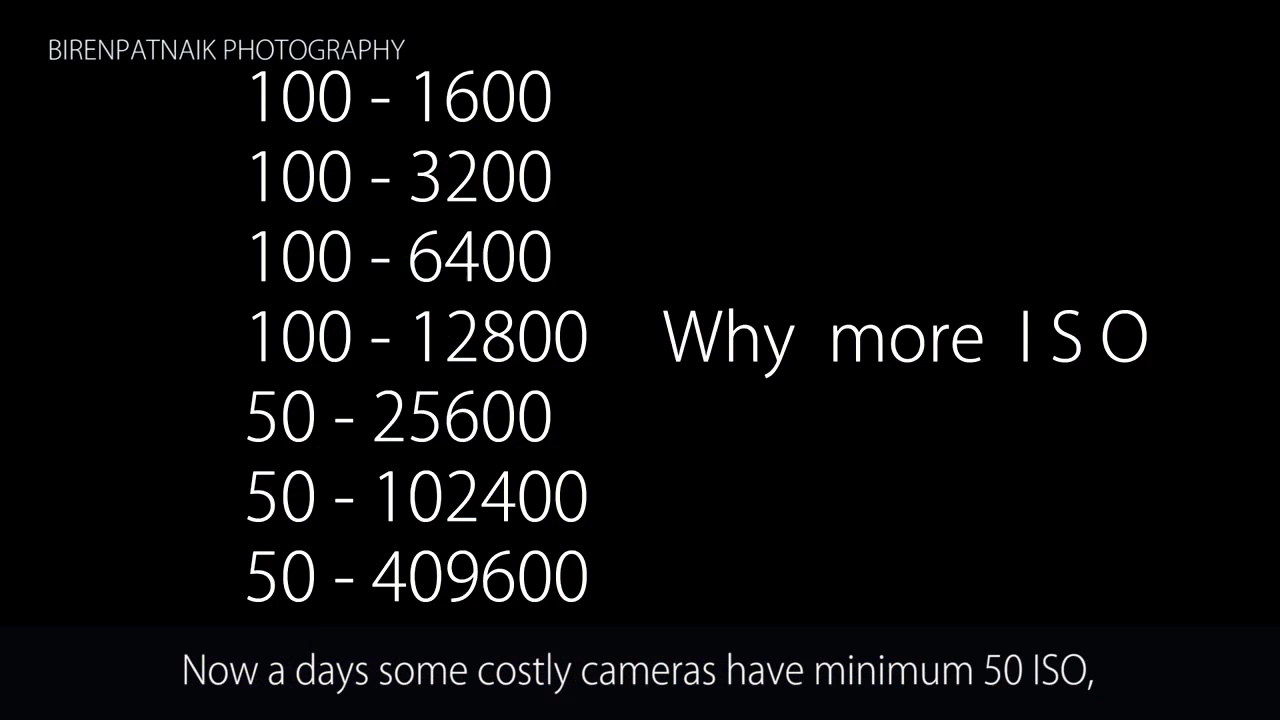 BIRENPATNAIK PHOTOGRAPHY
100 - 1600
100 - 3200
100 - 6400
100 - 12800
Why more I S O
50 - 25600
50 - 102400
50 - 409600
Now a days some costly cameras have minimum 50 ISO,